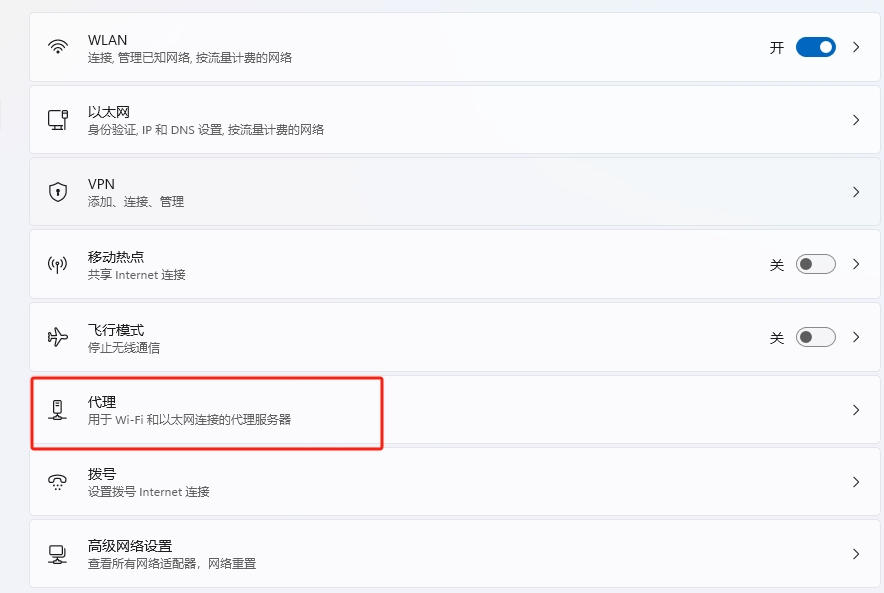 WLAN
连接, 管理已知网络, 按流量计费的网络
开
以太网
身份验证, IP 和 DNS 设置, 按流量计费的网络
VPN
添加、连接、管理
移动热点
共享 Internet 连接
关
飞行模式
停止无线通信
关
代理
用于 Wi-Fi 和以太网连接的代理服务器
拨号
设置拨号 Internet 连接
高级网络设置
查看所有网络适配器，网络重置